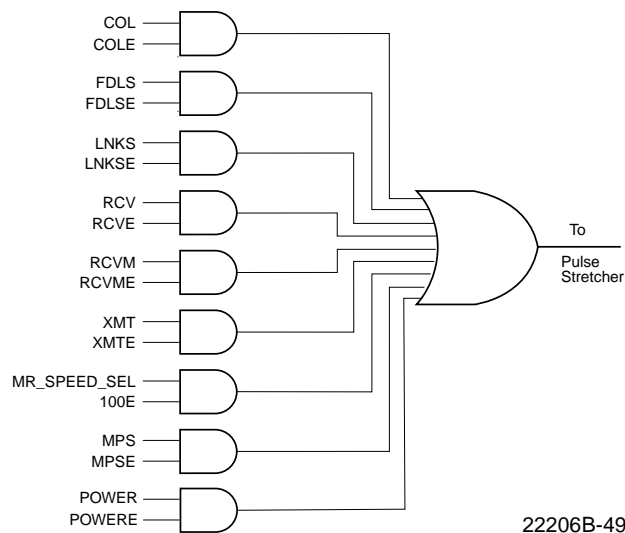 COL
COLE
FDLS
FDLSE
LNKS
LNKSE
RCV
RCVE
RCVM
RCVME
XMT
XMTE
MR_SPEED_SEL
100E
MPS
MPSE
POWER
POWERE
To
Pulse
Stretcher
22206B-49